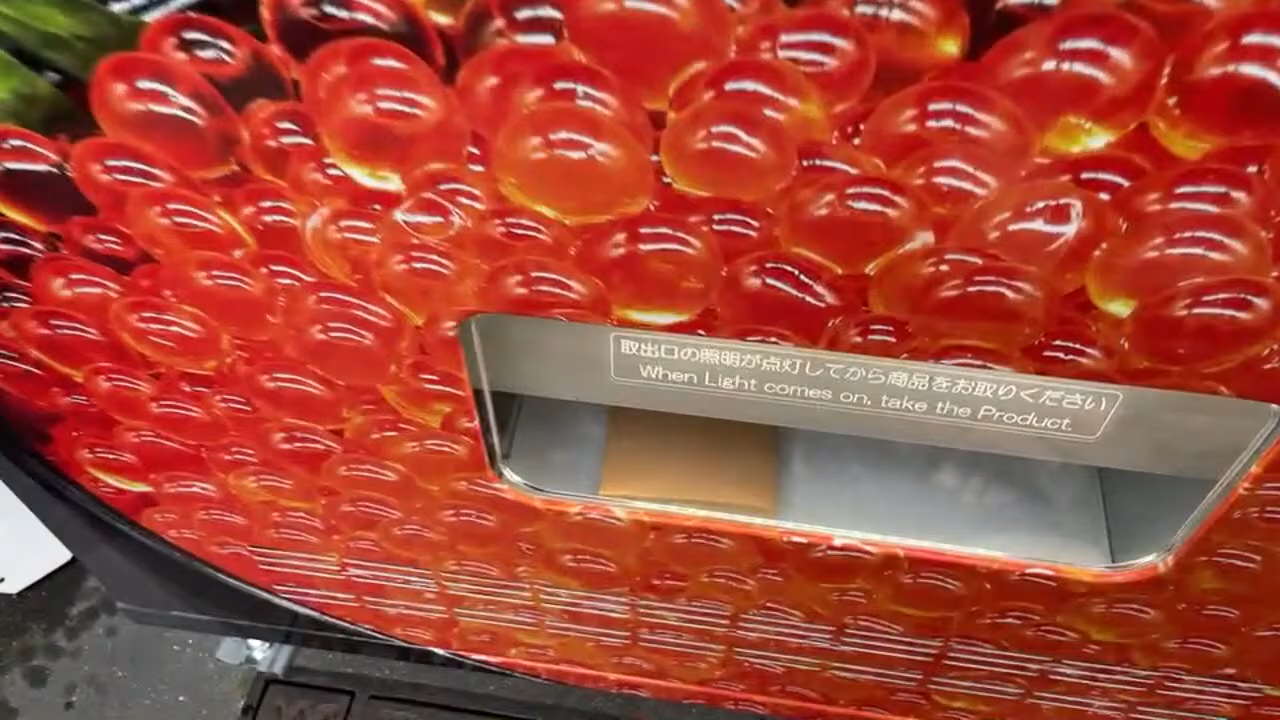 取出口の照明が点灯してから商品をお取りください
When Light comes on, take the Product.